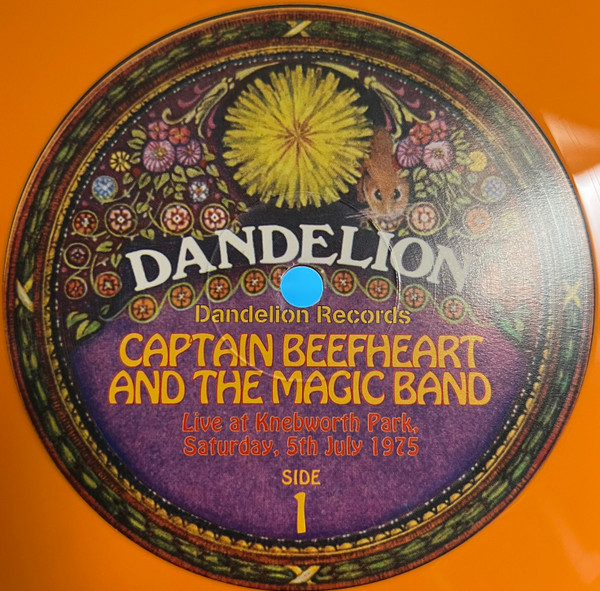 DANDELION
Dandelion Records
CAPTAIN BEEFHEART
AND THE MAGIC BAND
Live at Knebworth Park,
Saturday, 5th July 1975
SIDE
1